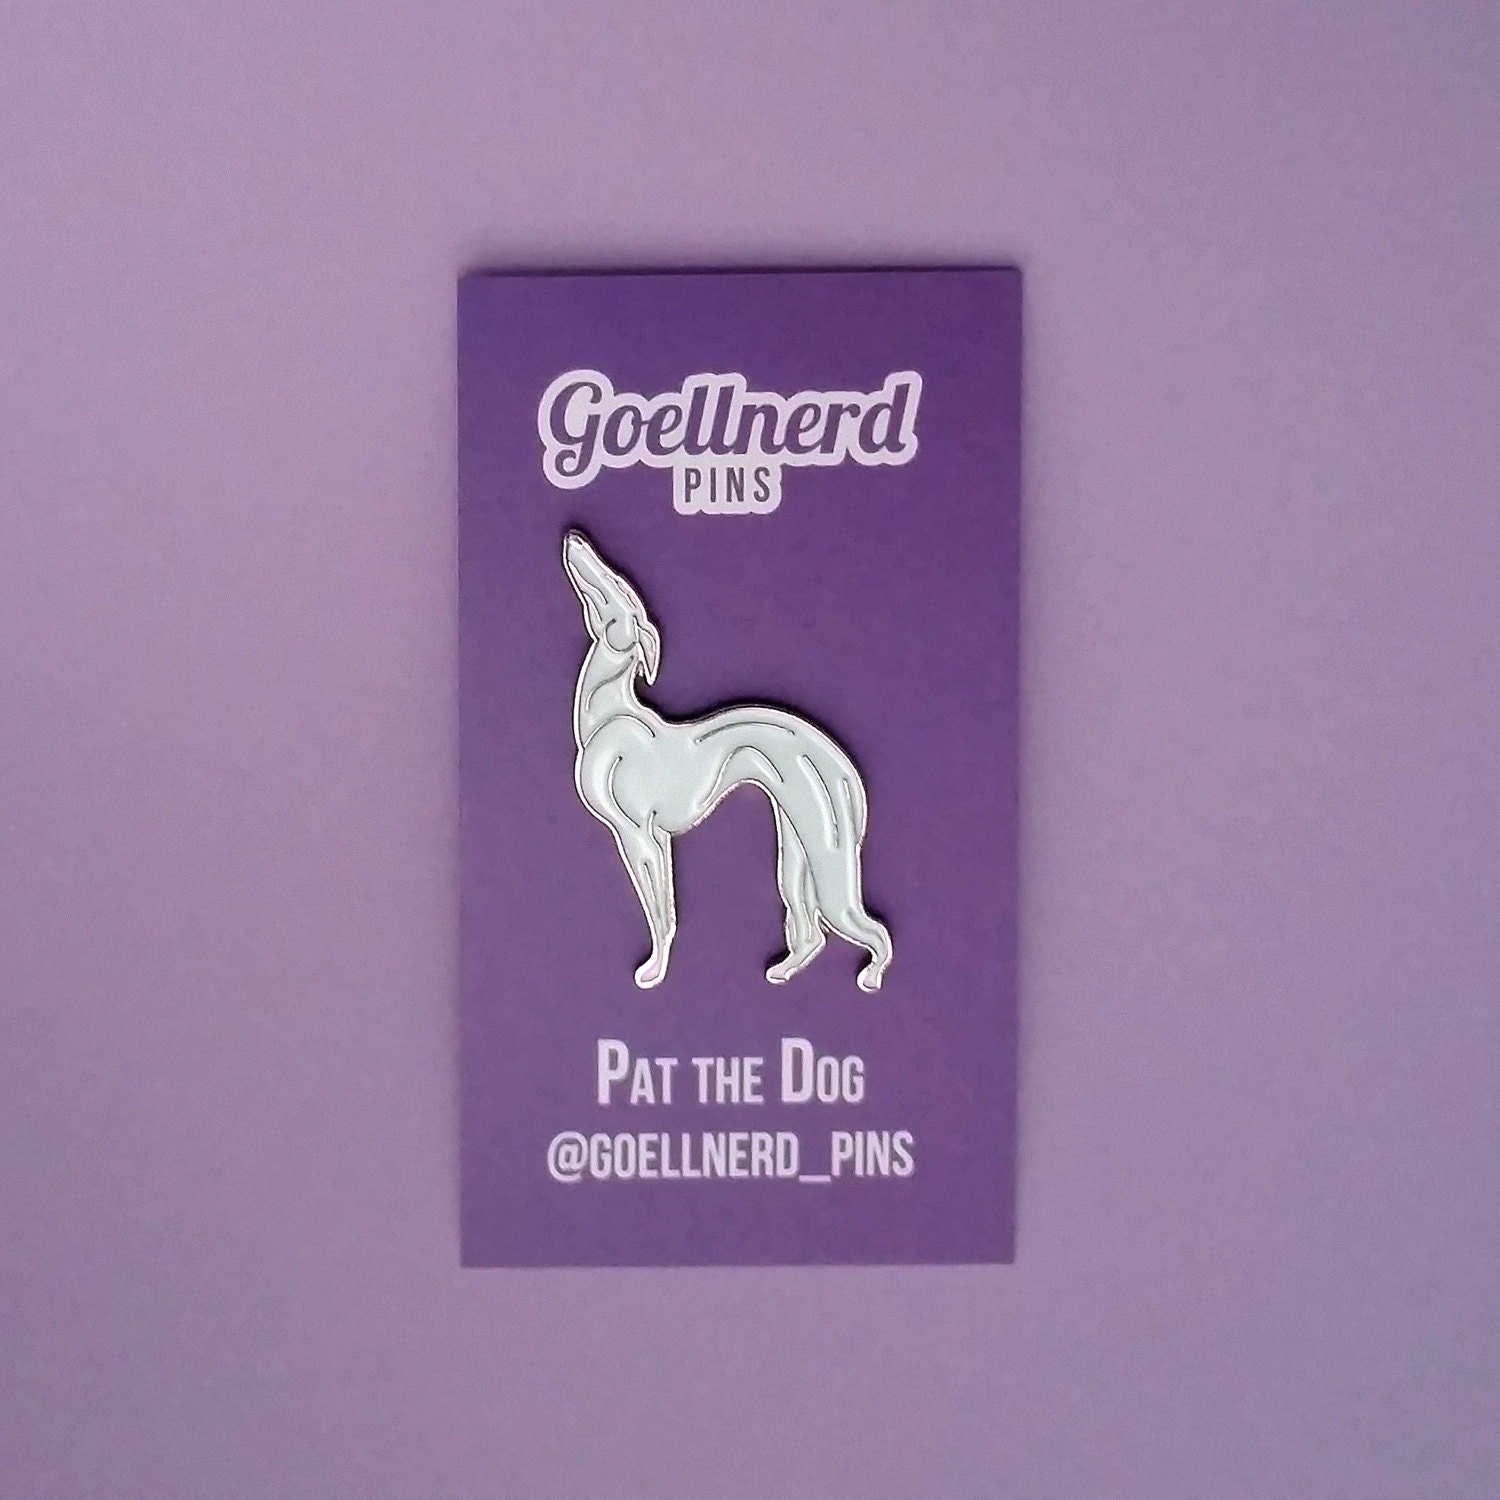 Goellnerd
PINS
PAT THE DOG
@GOELLNERD_PINS